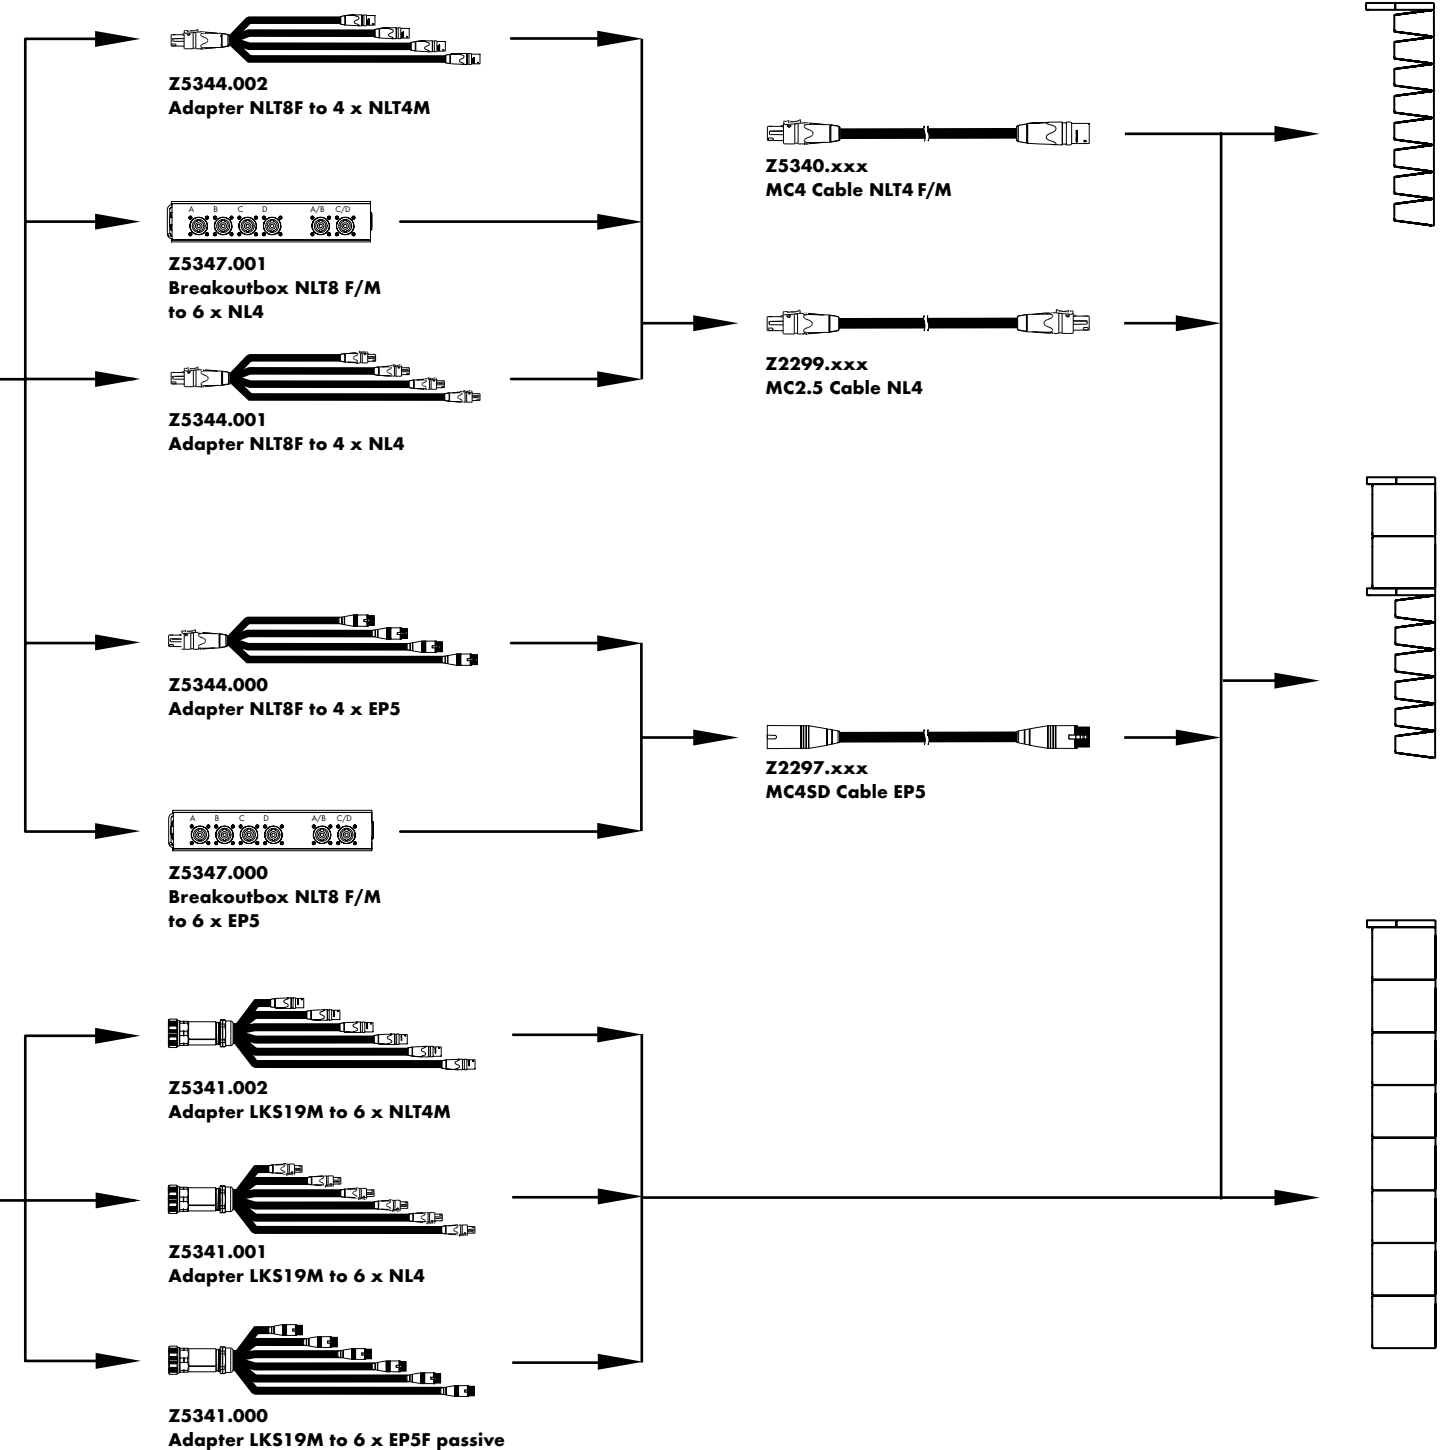 Z5344.002
Adapter NLT8F to 4 x NLT4M
Z5340.xxx
MC4 Cable NLT4 F/M
A B C D A/B C/D
Z5347.001
Breakoutbox NLT8 F/M
to 6 x NL4
Z2299.xxx
MC2.5 Cable NL4
Z5344.001
Adapter NLT8F to 4 x NL4
Z5344.000
Adapter NLT8F to 4 x EP5
Z2297.xxx
MC4SD Cable EP5
A B C D A/B C/D
Z5347.000
Breakoutbox NLT8 F/M
to 6 x EP5
Z5341.002
Adapter LKS19M to 6 x NLT4M
Z5341.001
Adapter LKS19M to 6 x NL4
Z5341.000
Adapter LKS19M to 6 x EP5F passive